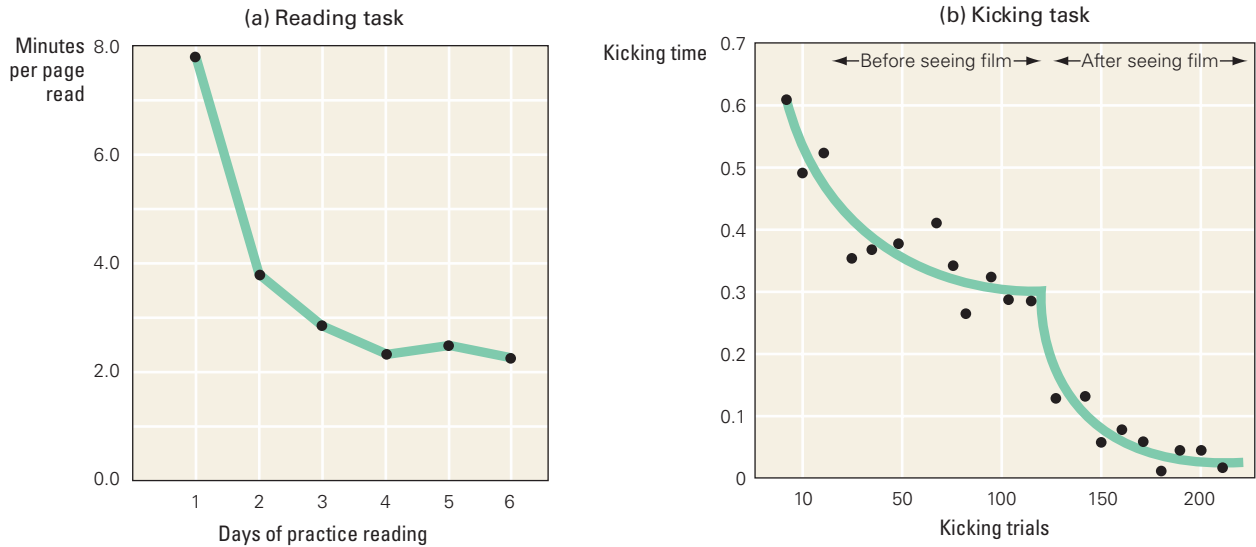 (a) Reading task
Minutes
per page
read
8.0
6.0
4.0
2.0
0.0
1 2 3 4 5 6
Days of practice reading
(b) Kicking task
Kicking time
0.7
0.6
0.5
0.4
0.3
0.2
0.1
0
Before seeing film
After seeing film
10 50 100 150 200
Kicking trials